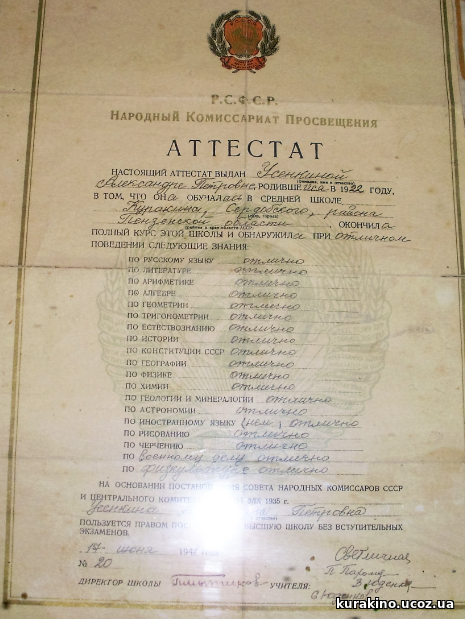 Р.С.Ф.С.Р.
НАРОДНЫЙ КОМИССАРИАТ ПРОСВЕЩЕНИЯ
АТТЕСТАТ
НАСТОЯЩИЙ АТТЕСТАТ ВЫДАН Усенкиной
Александре Петровне, РОДИВШЕЙСЯ В 1922 ГОДУ,
В ТОМ, ЧТО ОНА ОБУЧАЛАСЬ В СРЕДНЕЙ ШКОЛЕ
Куракина, Сердобского, района
Пензенской области, ОКОНЧИЛА
ПОЛНЫЙ КУРС ЭТОЙ ШКОЛЫ И ОБНАРУЖИЛА ПРИ отличном
ПОВЕДЕНИИ СЛЕДУЮЩИЕ ЗНАНИЯ:
ПО РУССКОМУ ЯЗЫКУ отлично
ПО ЛИТЕРАТУРЕ отлично
ПО АРИФМЕТИКЕ отлично
ПО АЛГЕБРЕ отлично
ПО ГЕОМЕТРИИ отлично
ПО ТРИГОНОМЕТРИИ отлично
ПО ЕСТЕСТВОЗНАНИЮ отлично
ПО ИСТОРИИ отлично
ПО КОНСТИТУЦИИ СССР отлично
ПО ГЕОГРАФИИ отлично
ПО ФИЗИКЕ отлично
ПО ХИМИИ отлично
ПО ГЕОЛОГИИ И МИНЕРАЛОГИИ отлично
ПО АСТРОНОМИИ отлично
ПО ИНОСТРАННОМУ ЯЗЫКУ (нем.) отлично
ПО РИСОВАНИЮ отлично
ПО ЧЕРЧЕНИЮ отлично
ПО военному делу отлично
ПО физкультуре отлично
НА ОСНОВАНИИ СОВЕТА НАРОДНЫХ КОМИССАРОВ СССР
И ЦЕНТРАЛЬНОГО 1935 г.
Усенкина Петровна
ПОЛЬЗУЕТСЯ ПРАВОМ ВЫСШУЮ ШКОЛУ БЕЗ ВСТУПИТЕЛЬНЫХ
ЭКЗАМЕНОВ.
17 июня
№ 20
ДИРЕКТОР ШКОЛЫ УЧИТЕЛЯ:
kurakino.ucoz.ua